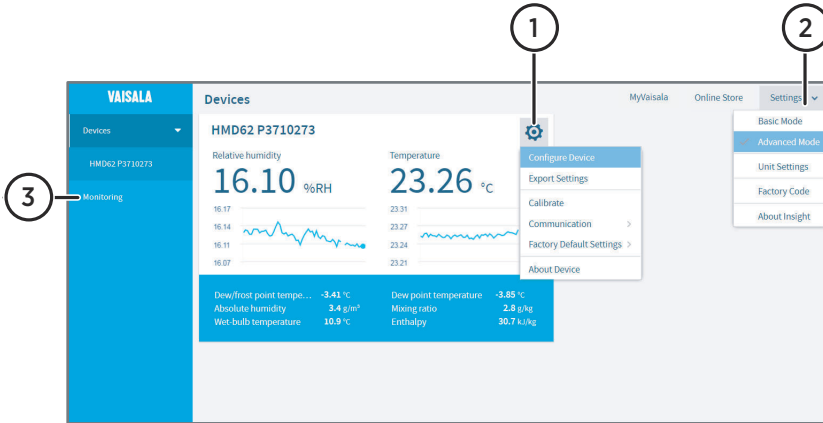 1
2
3
VAISALA
Devices
MyVaisala
Online Store
Settings
Devices
HMD62 P3710273
Monitoring
HMD62 P3710273
Relative humidity
16.10 %RH
16.17
16.14
16.11
16.07
Temperature
23.26 °C
23.31
23.27
23.24
23.21
Dew/frost point tempe... -3.41 °C
Absolute humidity 3.4 g/m³
Wet-bulb temperature 10.9 °C
Dew point temperature -3.85 °C
Mixing ratio 2.8 g/kg
Enthalpy 30.7 kJ/kg
Configure Device
Export Settings
Calibrate
Communication
Factory Default Settings
About Device
Basic Mode
Advanced Mode
Unit Settings
Factory Code
About Insight